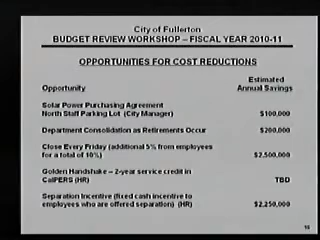 City of Fullerton
BUDGET REVIEW WORKSHOP – FISCAL YEAR 2010-11
OPPORTUNITIES FOR COST REDUCTIONS
Estimated
Opportunity Annual Savings
Solar Power Purchasing Agreement
North Staff Parking Lot (City Manager) $100,000
Department Consolidation as Retirements Occur $200,000
Close Every Friday (additional 5% from employees
for a total of 10%) $2,500,000
Golden Handshake – 2-year service credit in
CalPERS (HR) TBD
Separation Incentive (fixed cash incentive to
employees who are offered separation) (HR) $2,250,000